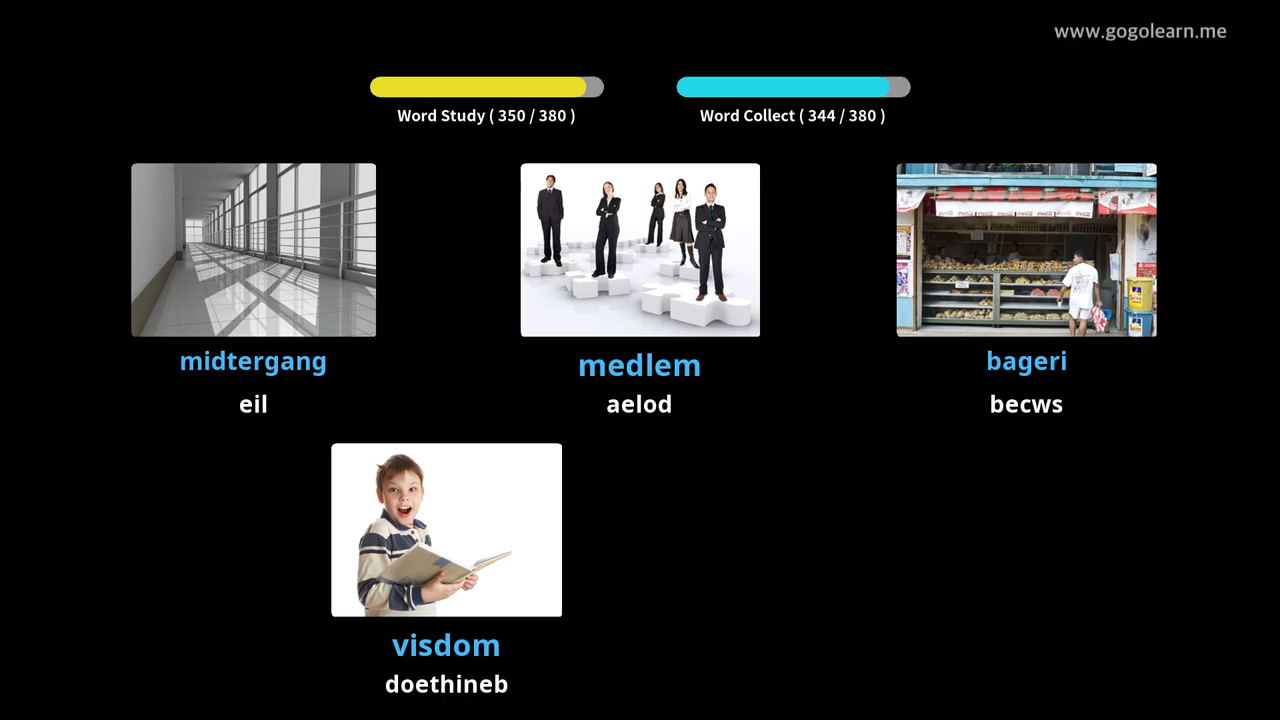 www.gogolearn.me
Word Study ( 350 / 380 )
Word Collect ( 344 / 380 )
midtergang
medlem
bageri
eil
aelod
becws
visdom
doethineb